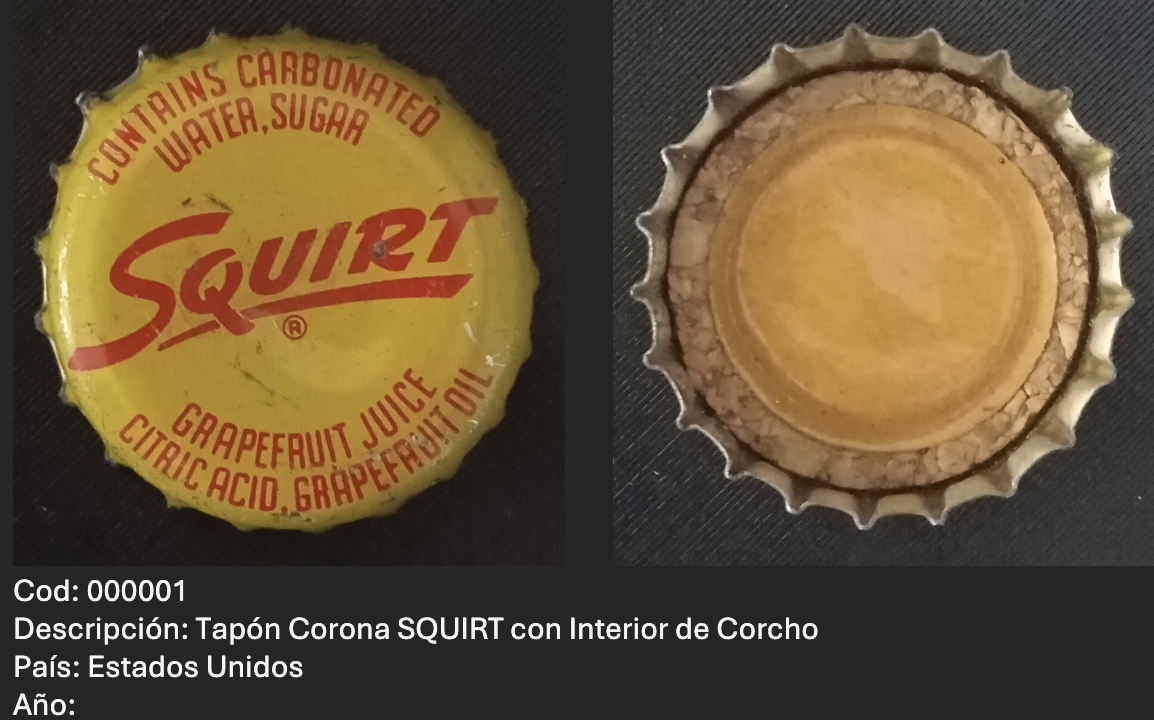 CONTAINS CARBONATED
WATER, SUGAR
SQUIRT
®
GRAPEFRUIT JUICE
CITRIC ACID, GRAPEFRUIT OIL
Cod: 000001
Descripción: Tapón Corona SQUIRT con Interior de Corcho
País: Estados Unidos
Año: